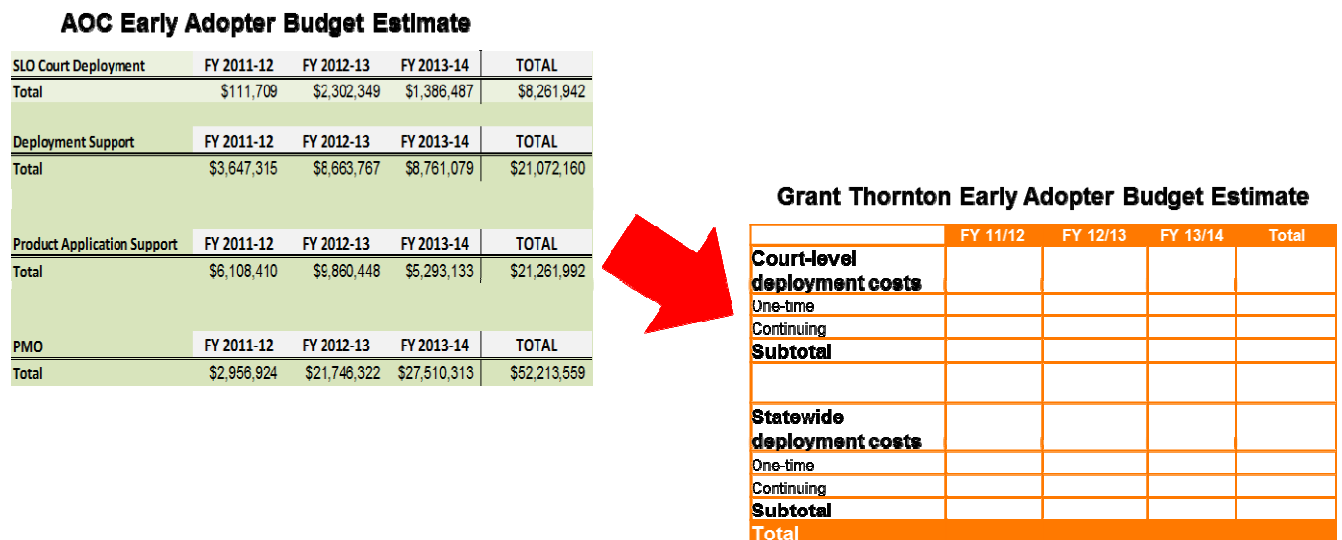 AOC Early Adopter Budget Estimate
SLO Court Deployment FY 2011-12 FY 2012-13 FY 2013-14 TOTAL
Total $111,709 $2,302,349 $1,386,487 $8,261,942
Deployment Support FY 2011-12 FY 2012-13 FY 2013-14 TOTAL
Total $3,647,315 $8,663,767 $8,761,079 $21,072,160
Product Application Support FY 2011-12 FY 2012-13 FY 2013-14 TOTAL
Total $6,108,410 $9,860,448 $5,293,133 $21,261,992
PMO FY 2011-12 FY 2012-13 FY 2013-14 TOTAL
Total $2,956,924 $21,746,322 $27,510,313 $52,213,559
Grant Thornton Early Adopter Budget Estimate
FY 11/12 FY 12/13 FY 13/14 Total
Court-level
deployment costs
One-time
Continuing
Subtotal
Statewide
deployment costs
One-time
Continuing
Subtotal
Total